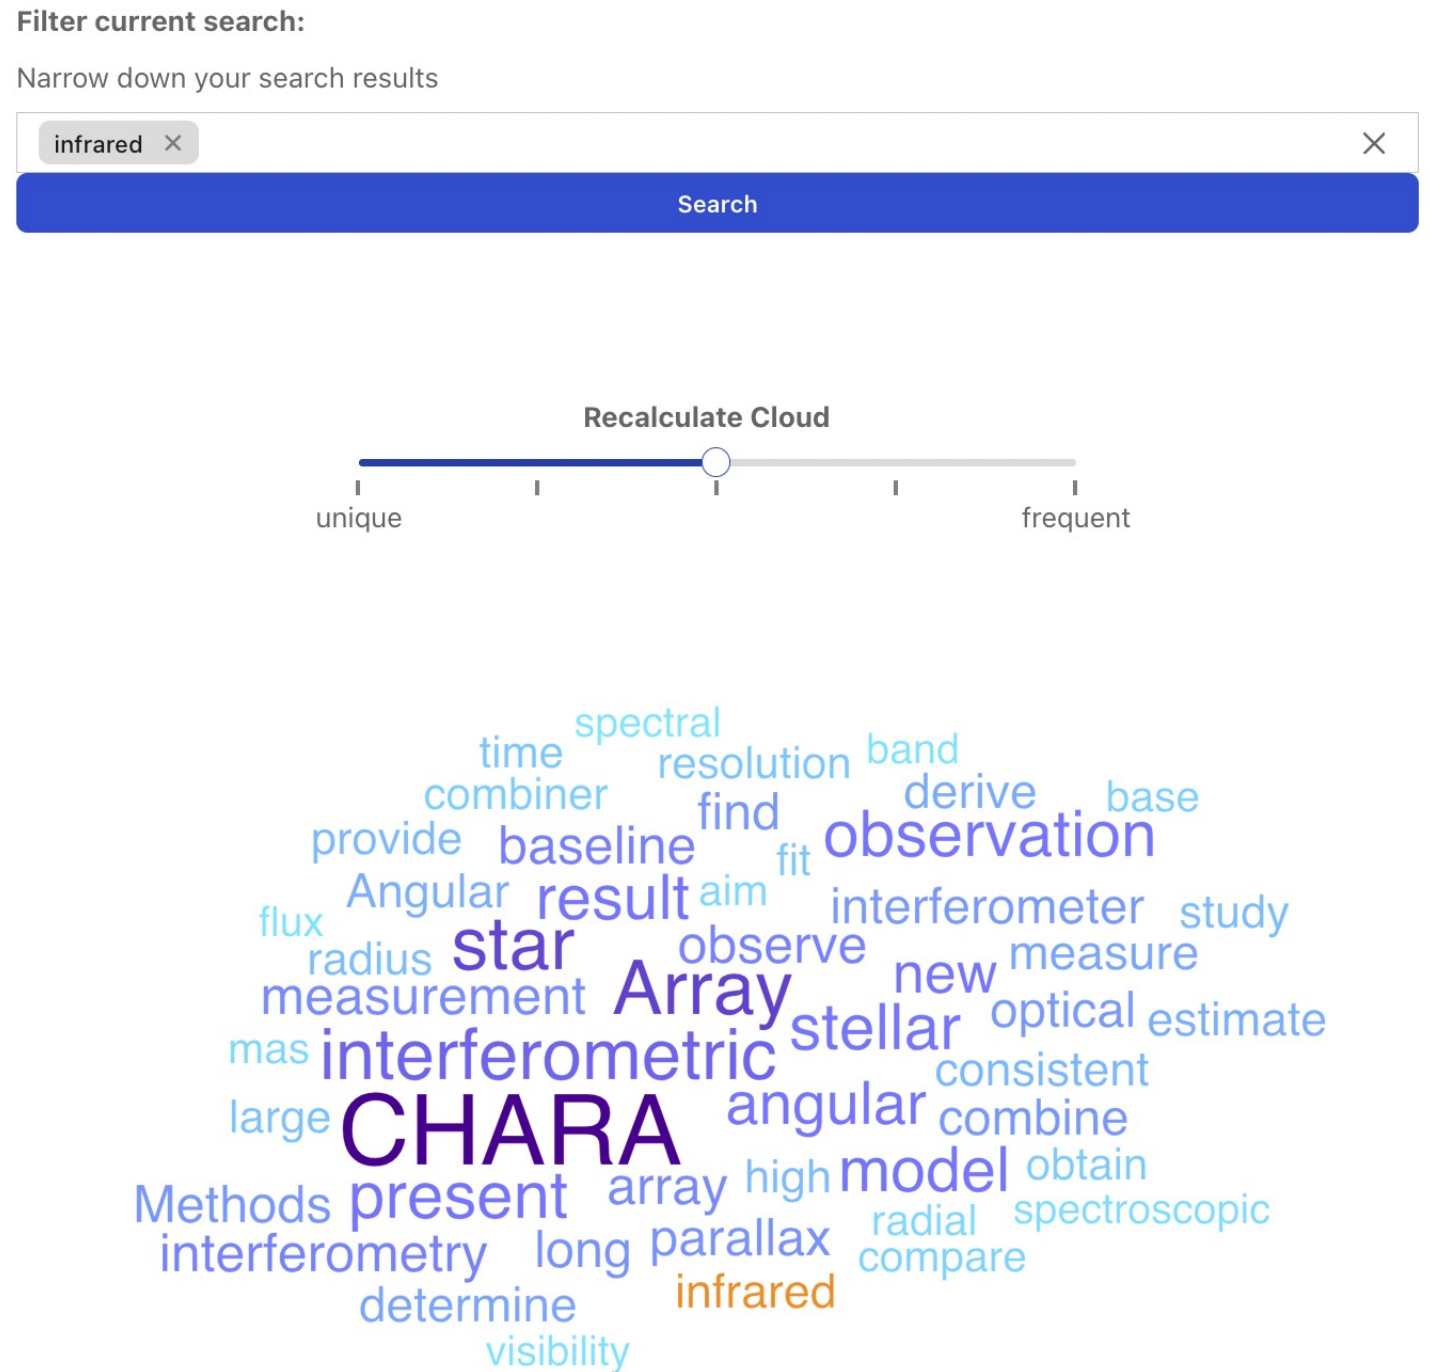 Filter current search:
Narrow down your search results
infrared
Search
Recalculate Cloud
unique frequent
spectral
time resolution band
combiner find derive base
provide baseline fit observation
Angular result aim interferometer study
flux star observe measure
radius Array new
measurement stellar optical estimate
mas interferometric consistent
large CHARA angular combine
Methods present array high model obtain
interferometry long parallax radial spectroscopic
compare
determine infrared
visibility